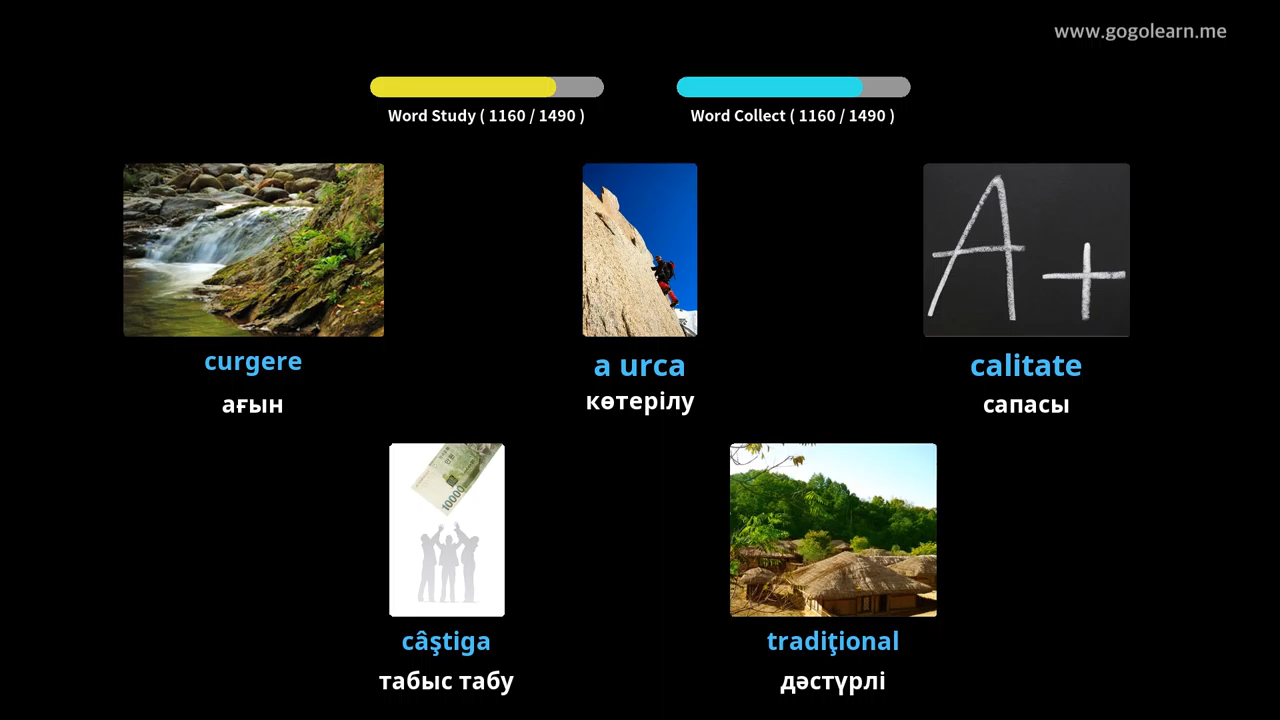 www.gogolearn.me
Word Study ( 1160 / 1490 )
Word Collect ( 1160 / 1490 )
A+
curgere
a urca
calitate
ағын
көтерілу
сапасы
10000
câştiga
tradiţional
табыс табу
дәстүрлі